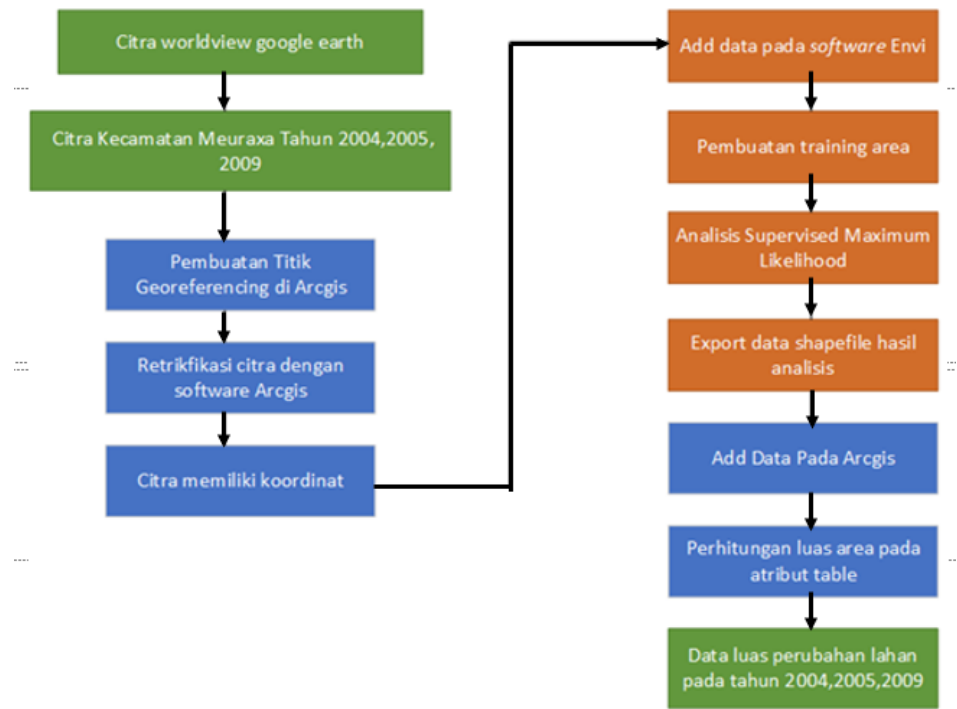 Citra worldview google earth
Citra Kecamatan Meuraxa Tahun 2004,2005,
2009
Pembuatan Titik
Georeferencing di Arcgis
Retrikfikasi citra dengan
software Arcgis
Citra memiliki koordinat
Add data pada software Envi
Pembuatan training area
Analisis Supervised Maximum
Likelihood
Export data shapefile hasil
analisis
Add Data Pada Arcgis
Perhitungan luas area pada
atribut table
Data luas perubahan lahan
pada tahun 2004,2005,2009